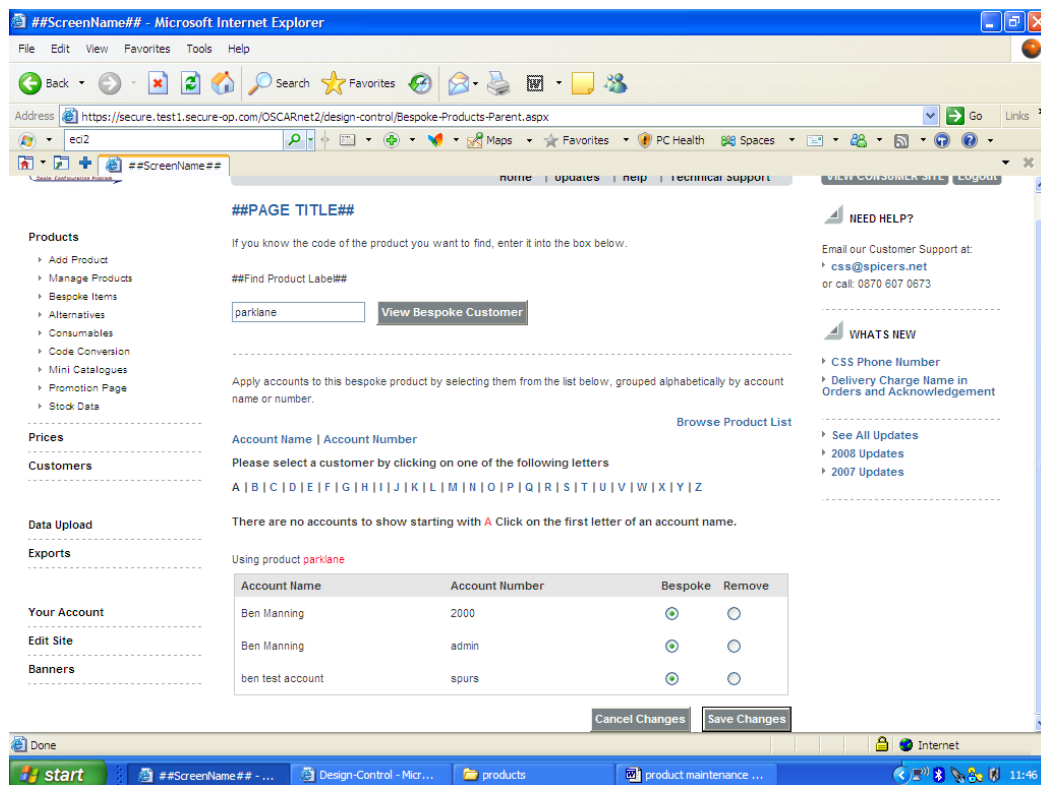 ##ScreenName## - Microsoft Internet Explorer
File Edit View Favorites Tools Help
Back Search Favorites
Address https://secure.test1.secure-op.com/OSCARnet2/design-control/Bespoke-Products-Parent.aspx Go Links
eci2 Maps Favorites PC Health Spaces
##ScreenName##
Home | Updates | Help | Technical Support VIEW CONSUMER SITE Logout
##PAGE TITLE##
If you know the code of the product you want to find, enter it into the box below.
##Find Product Label##
parklane View Bespoke Customer
Apply accounts to this bespoke product by selecting them from the list below, grouped alphabetically by account
name or number.
Browse Product List
Account Name | Account Number
Please select a customer by clicking on one of the following letters
A | B | C | D | E | F | G | H | I | J | K | L | M | N | O | P | Q | R | S | T | U | V | W | X | Y | Z
There are no accounts to show starting with A Click on the first letter of an account name.
Using product parklane
Account Name Account Number Bespoke Remove
Ben Manning 2000
Ben Manning admin
ben test account spurs
Cancel Changes Save Changes
Products
Add Product
Manage Products
Bespoke Items
Alternatives
Consumables
Code Conversion
Mini Catalogues
Promotion Page
Stock Data
Prices
Customers
Data Upload
Exports
Your Account
Edit Site
Banners
NEED HELP?
Email our Customer Support at:
css@spicers.net
or call: 0870 607 0673
WHATS NEW
CSS Phone Number
Delivery Charge Name in
Orders and Acknowledgement
See All Updates
2008 Updates
2007 Updates
Done Internet
start ##ScreenName## - ... Design-Control - Micr... products product maintenance ... 11:46